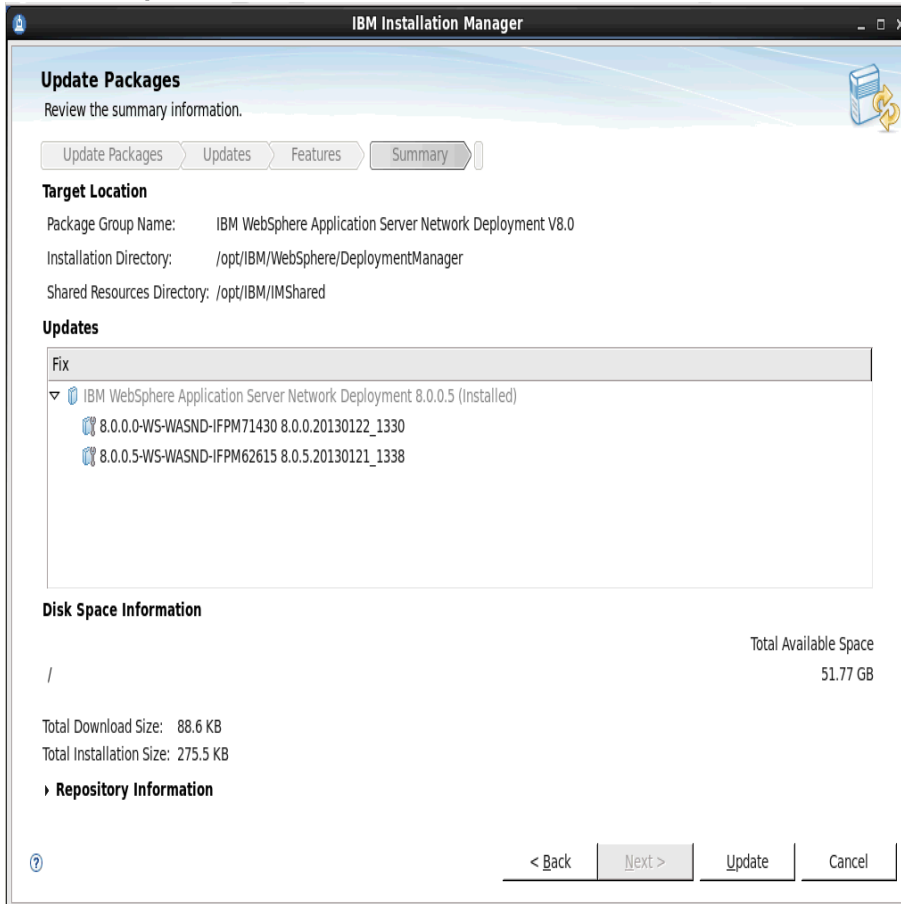 IBM Installation Manager
Update Packages
Review the summary information.
Update Packages Updates Features Summary
Target Location
Package Group Name: IBM WebSphere Application Server Network Deployment V8.0
Installation Directory: /opt/IBM/WebSphere/DeploymentManager
Shared Resources Directory: /opt/IBM/IMShared
Updates
Fix
IBM WebSphere Application Server Network Deployment 8.0.0.5 (Installed)
8.0.0.0-WS-WASND-IFPM71430 8.0.0.20130122_1330
8.0.0.5-WS-WASND-IFPM62615 8.0.5.20130121_1338
Disk Space Information
Total Available Space
/ 51.77 GB
Total Download Size: 88.6 KB
Total Installation Size: 275.5 KB
Repository Information
? < Back Next > Update Cancel